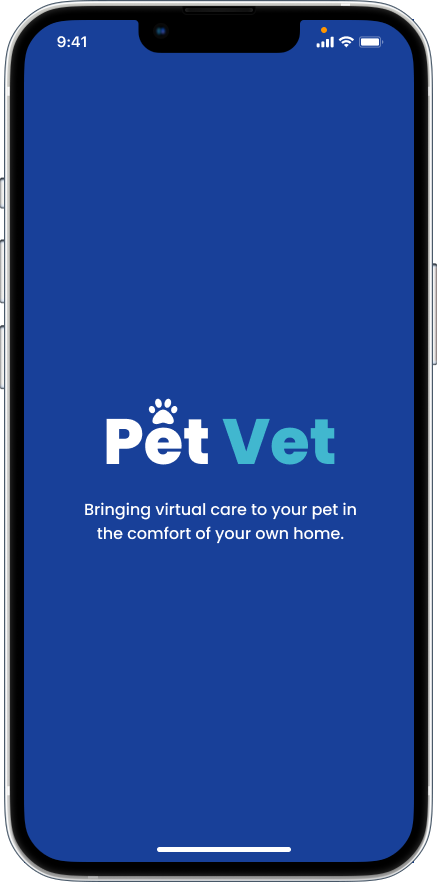 9:41
Pet Vet
Bringing virtual care to your pet in
the comfort of your own home.